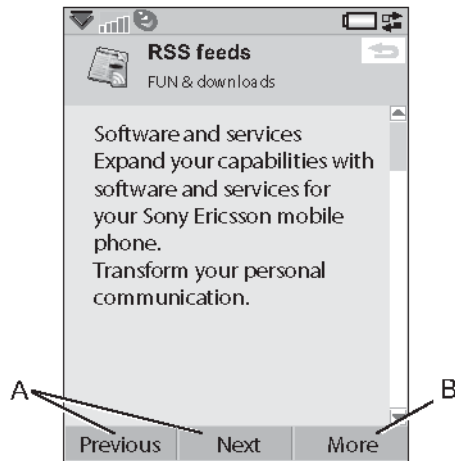 RSS feeds
FUN & downloads
Software and services
Expand your capabilities with
software and services for
your Sony Ericsson mobile
phone.
Transform your personal
communication.
A
B
Previous
Next
More